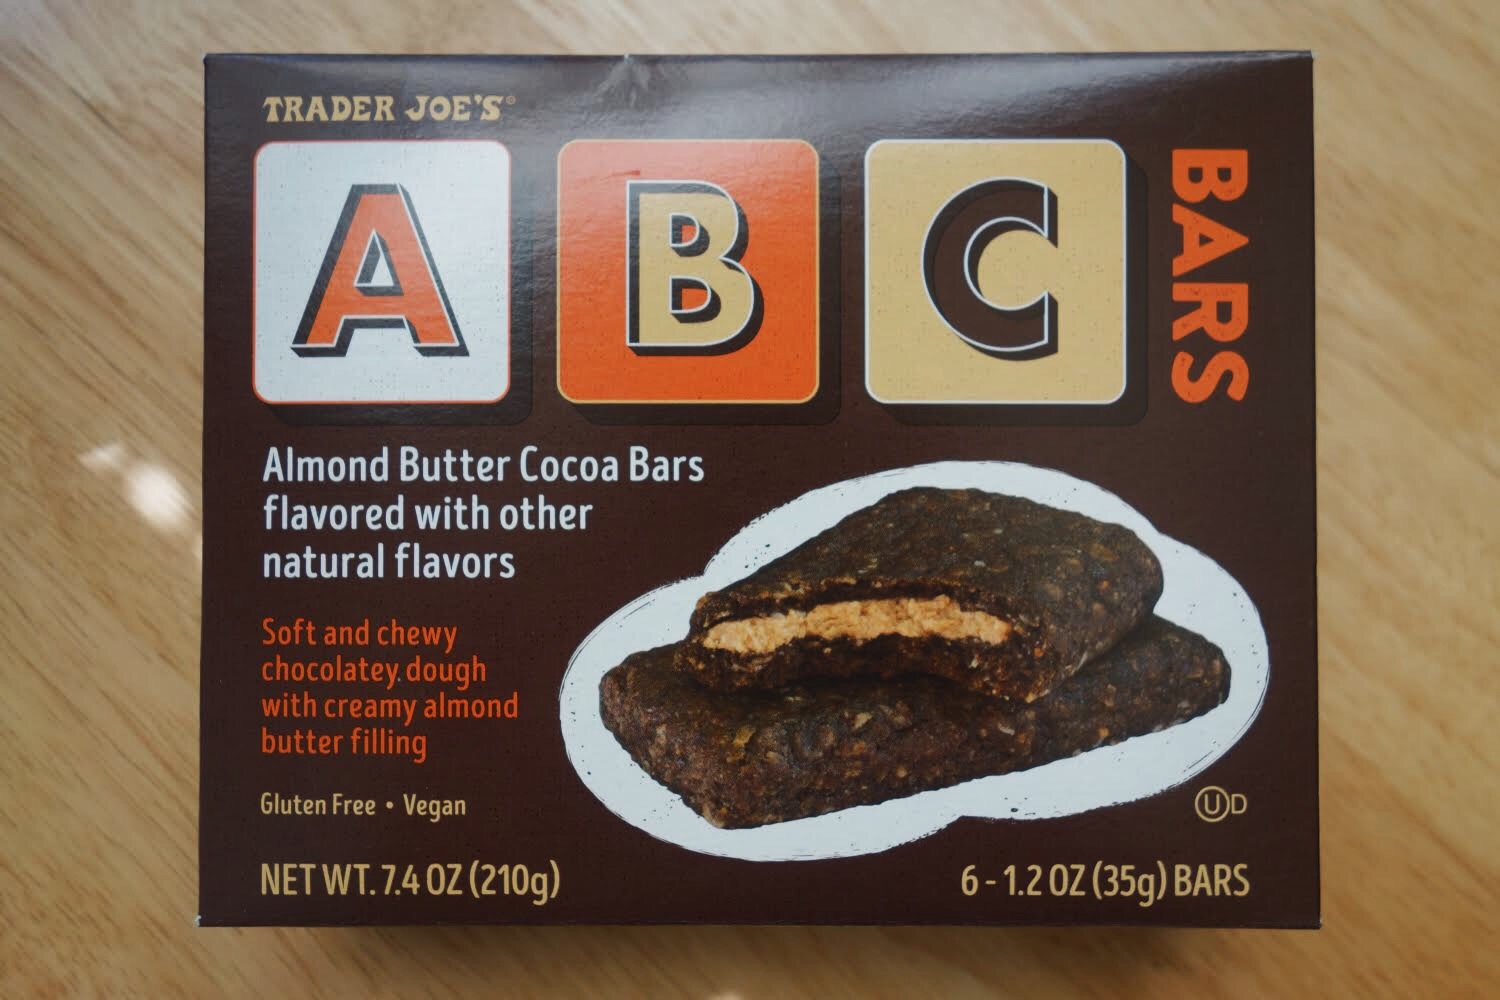 TRADER JOE'S®
A B C BARS
Almond Butter Cocoa Bars
flavored with other
natural flavors
Soft and chewy
chocolatey dough
with creamy almond
butter filling
Gluten Free • Vegan
Ⓤ D
NET WT. 7.4 OZ (210g)
6 - 1.2 OZ (35g) BARS